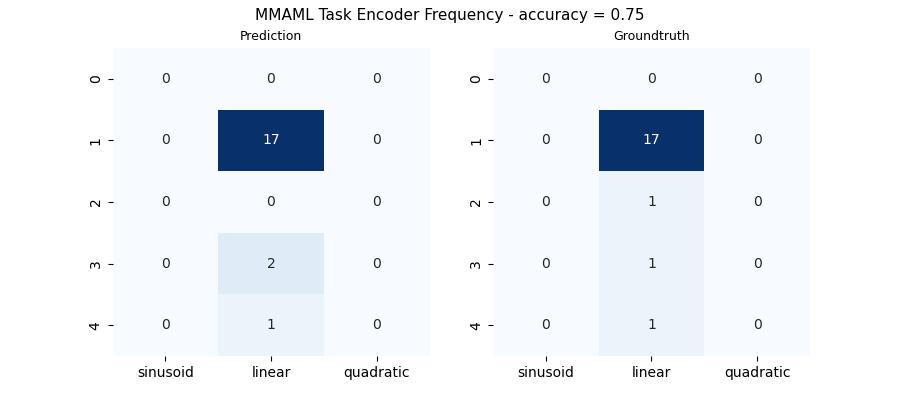 MMAML Task Encoder Frequency - accuracy = 0.75
Prediction
Groundtruth
0 0 0 0
1 0 17 0
2 0 0 0
3 0 2 0
4 0 1 0
sinusoid linear quadratic
0 0 0 0
1 0 17 0
2 0 1 0
3 0 1 0
4 0 1 0
sinusoid linear quadratic